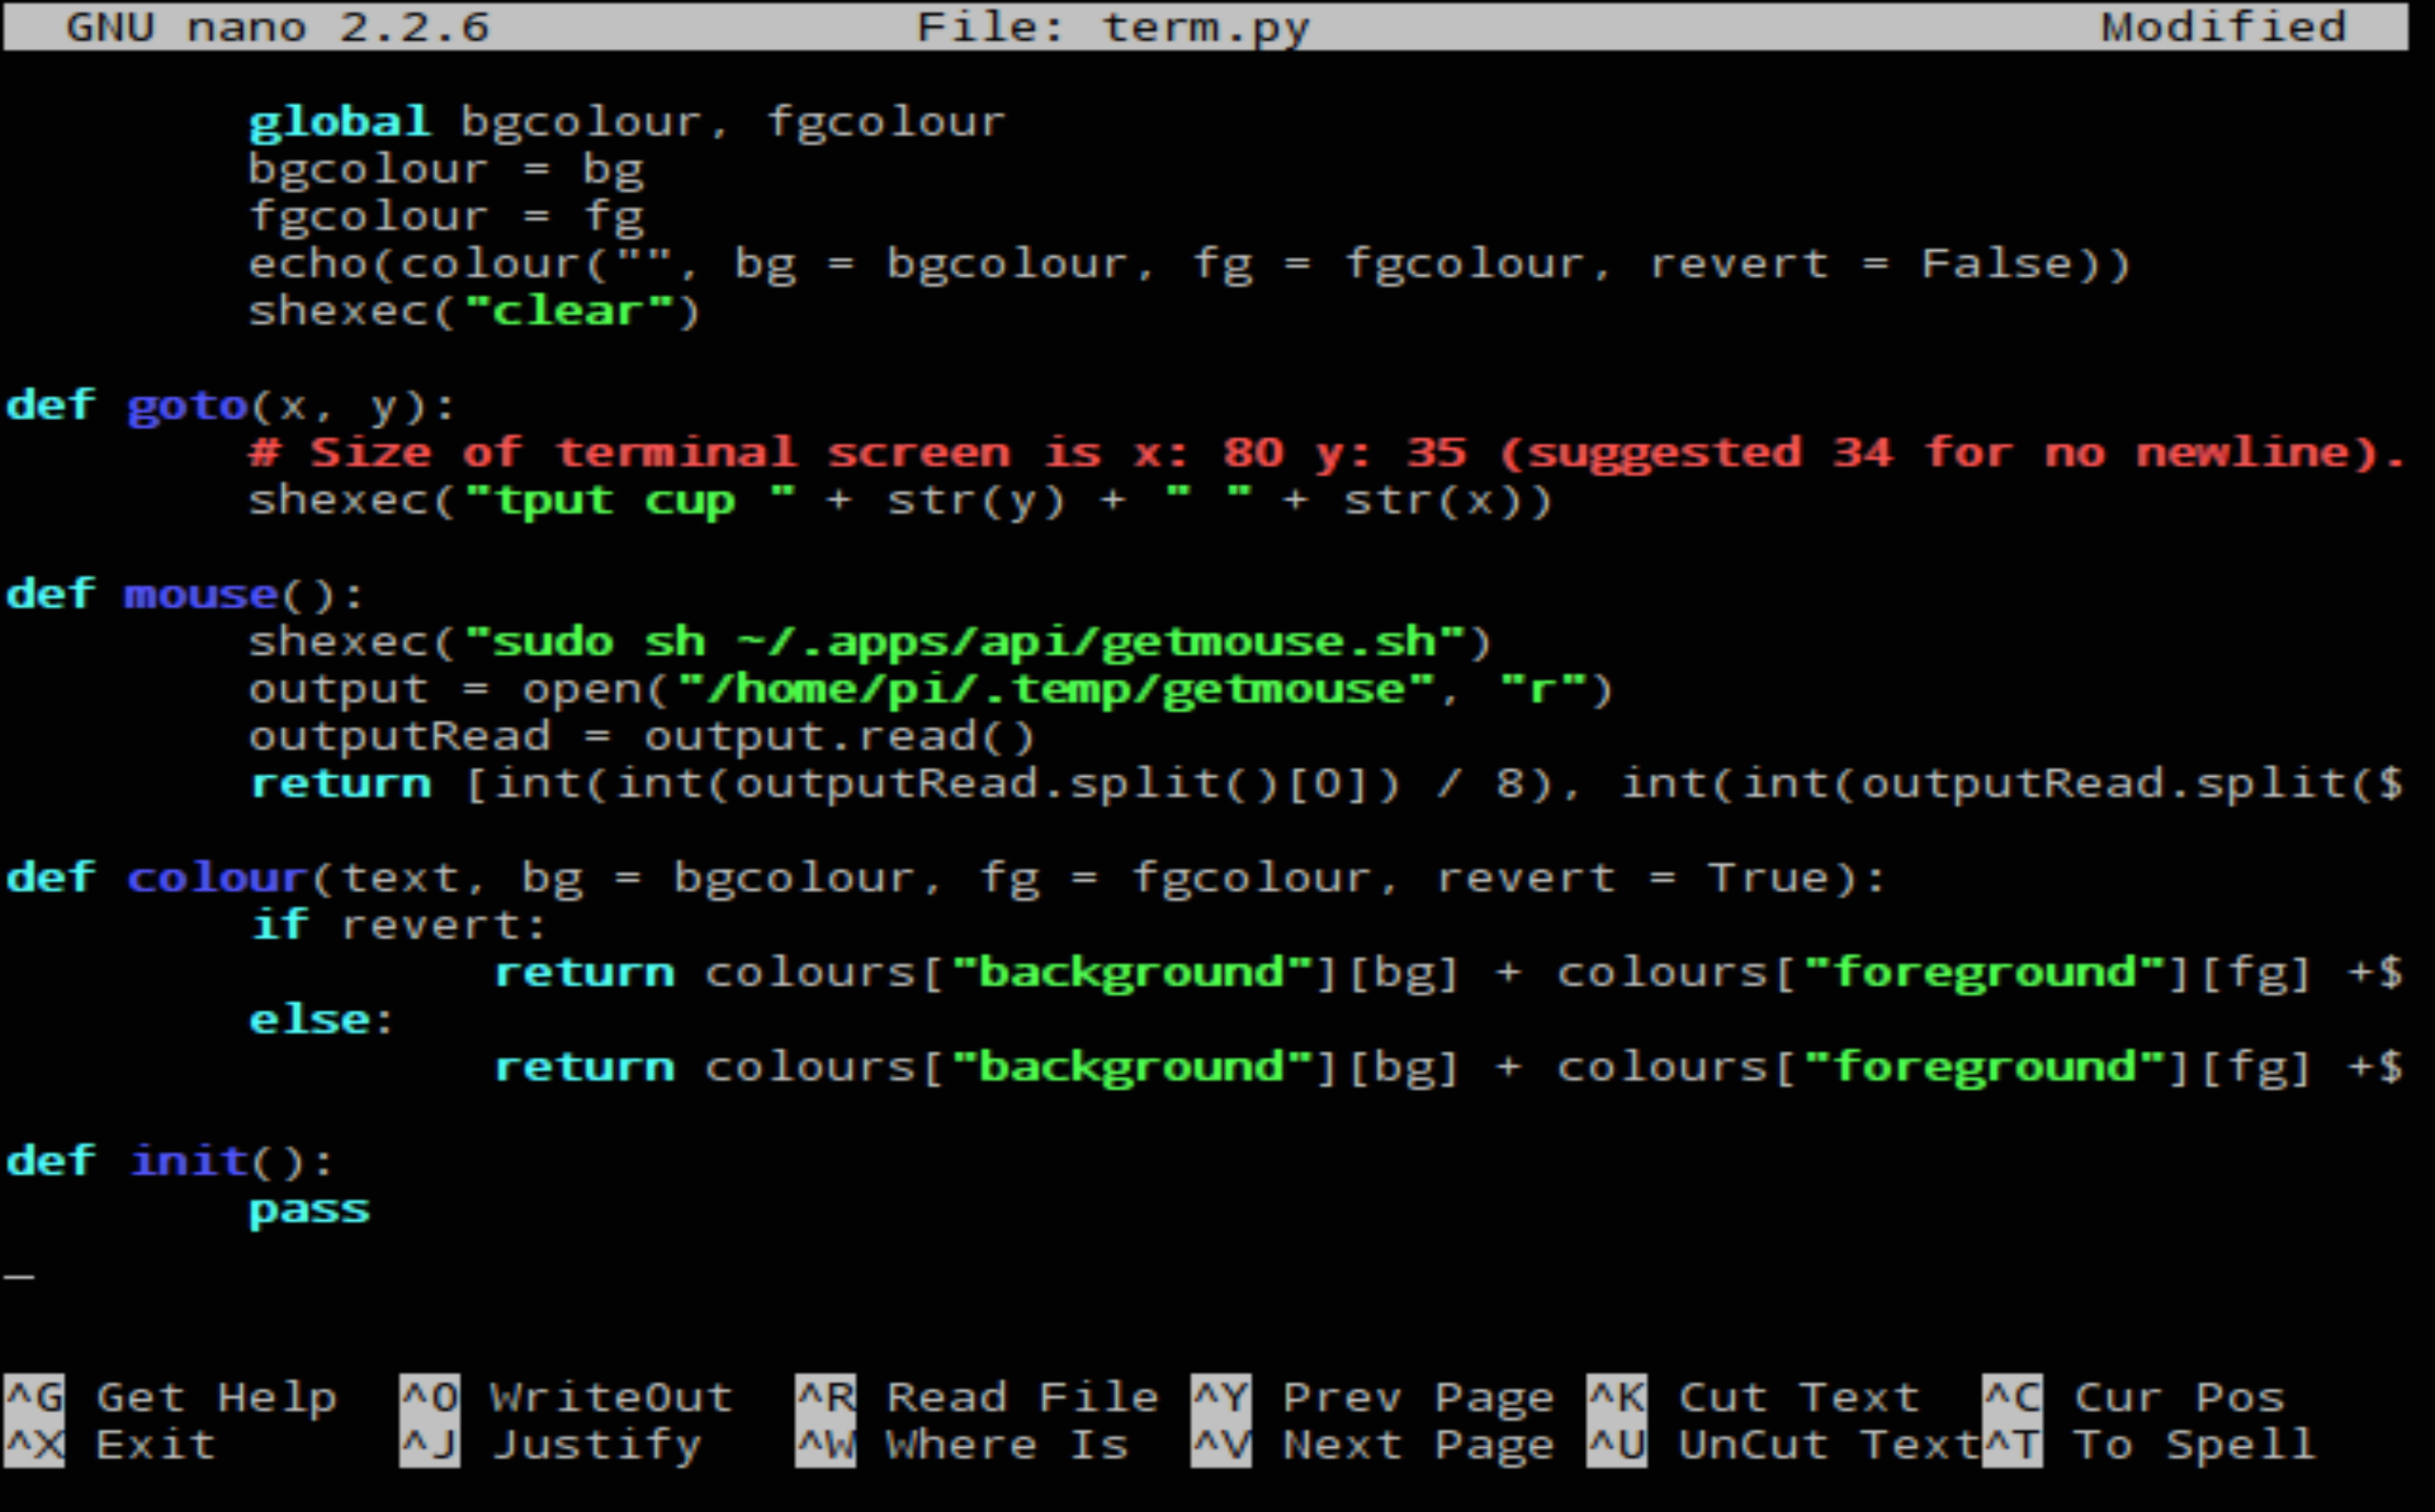 GNU nano 2.2.6 File: term.py Modified
global bgcolour, fgcolour
bgcolour = bg
fgcolour = fg
echo(colour("", bg = bgcolour, fg = fgcolour, revert = False))
shexec("clear")
def goto(x, y):
# Size of terminal screen is x: 80 y: 35 (suggested 34 for no newline).
shexec("tput cup " + str(y) + " " + str(x))
def mouse():
shexec("sudo sh ~/.apps/api/getmouse.sh")
output = open("/home/pi/.temp/getmouse", "r")
outputRead = output.read()
return [int(int(outputRead.split()[0]) / 8), int(int(outputRead.split($
def colour(text, bg = bgcolour, fg = fgcolour, revert = True):
if revert:
return colours["background"][bg] + colours["foreground"][fg] +$
else:
return colours["background"][bg] + colours["foreground"][fg] +$
def init():
pass
^G Get Help ^O WriteOut ^R Read File ^Y Prev Page ^K Cut Text ^C Cur Pos
^X Exit ^J Justify ^W Where Is ^V Next Page ^U UnCut Text ^T To Spell